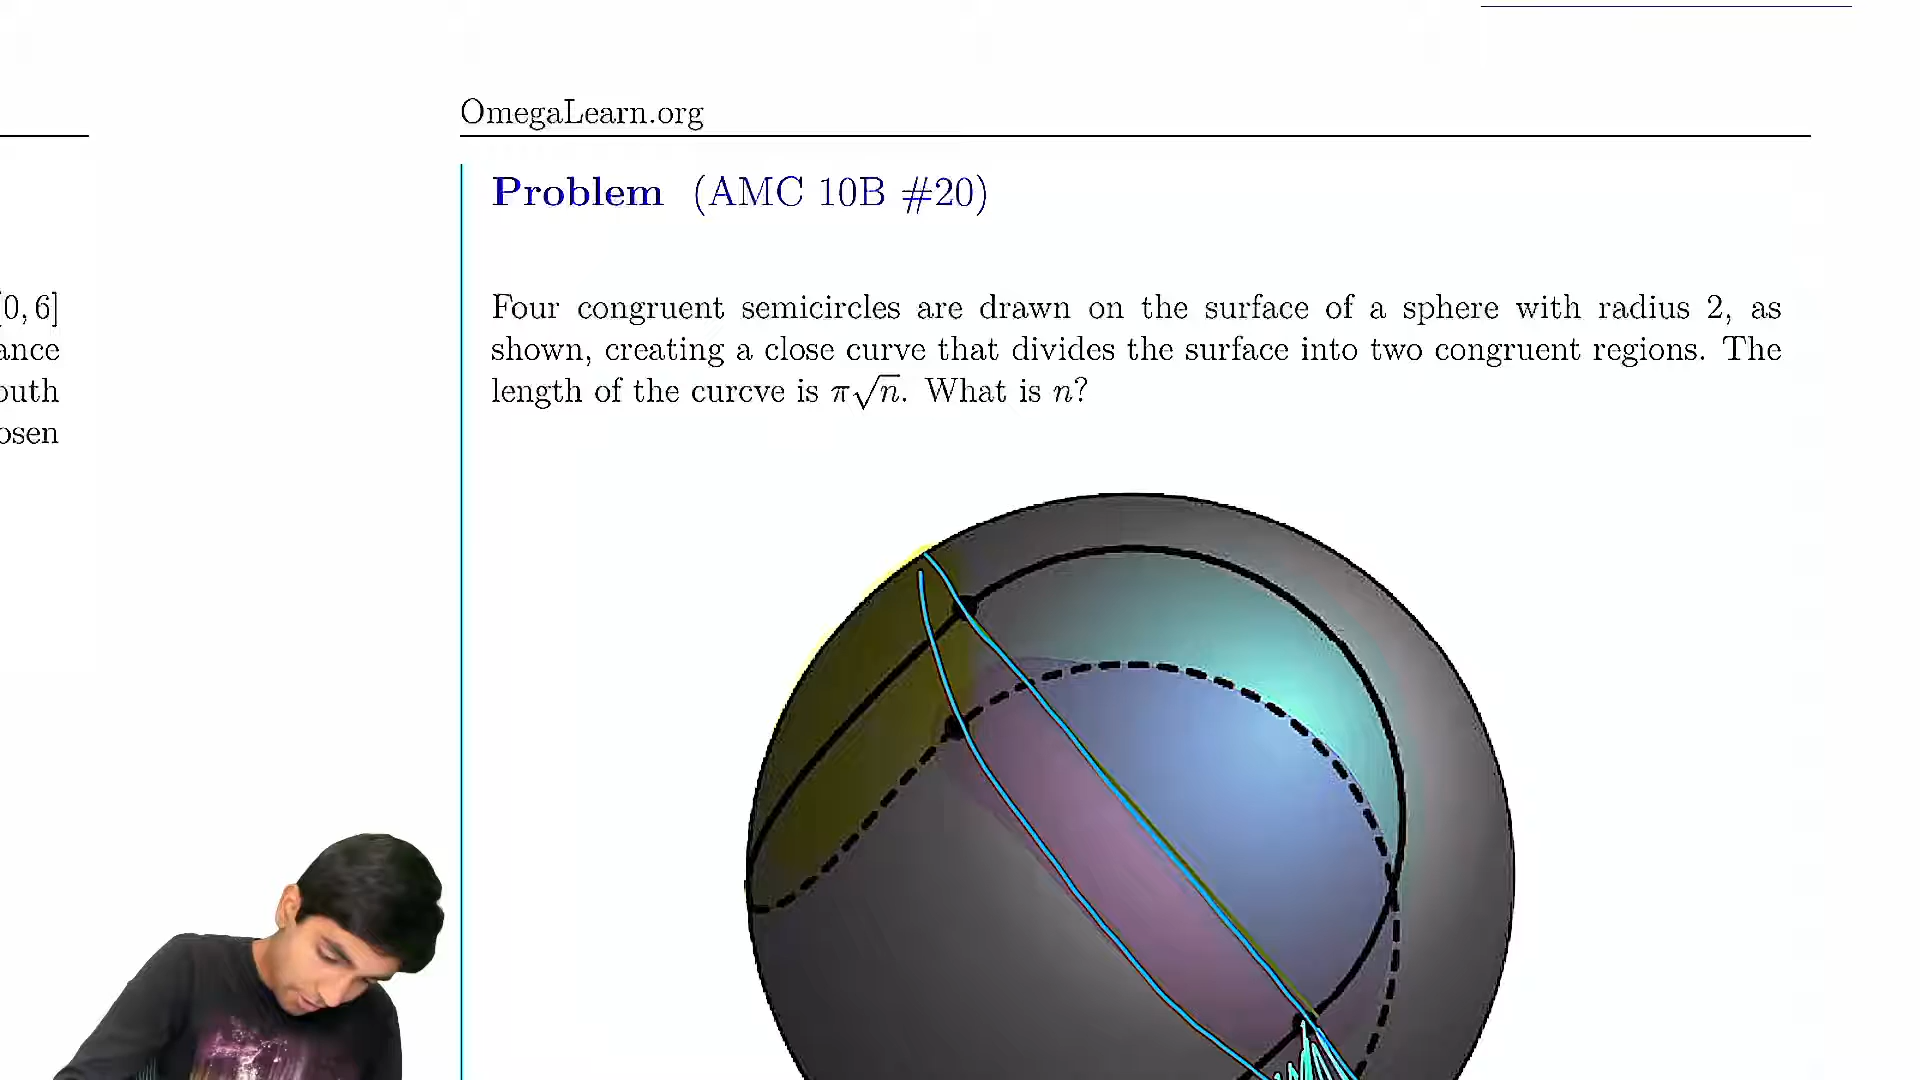 OmegaLearn.org
Problem (AMC 10B #20)
[0, 6]
ance
outh
osen
Four congruent semicircles are drawn on the surface of a sphere with radius 2, as
shown, creating a close curve that divides the surface into two congruent regions. The
length of the curcve is π√n. What is n?